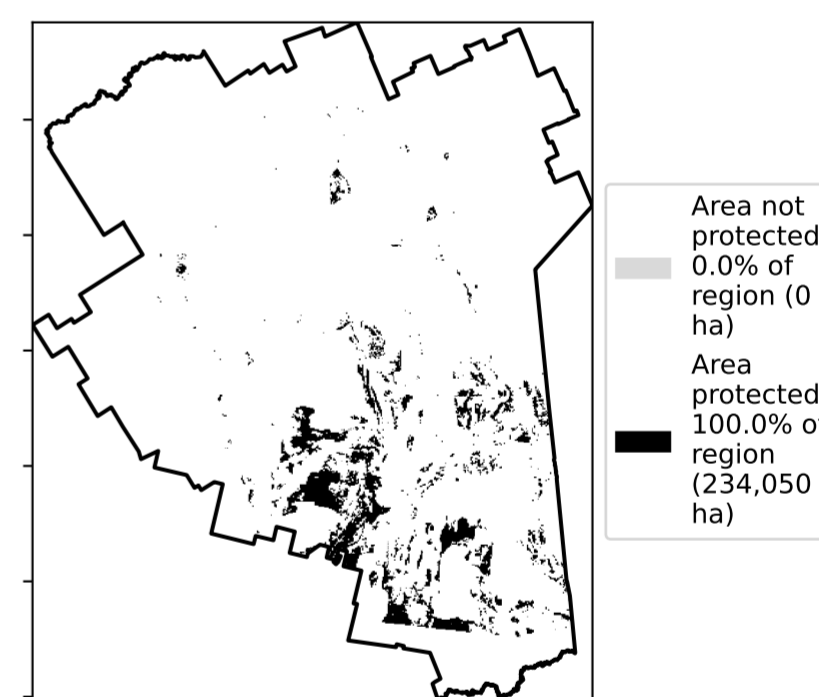 Area not
protected
0.0% of
region (0
ha)
Area
protected
100.0% of
region
(234,050
ha)